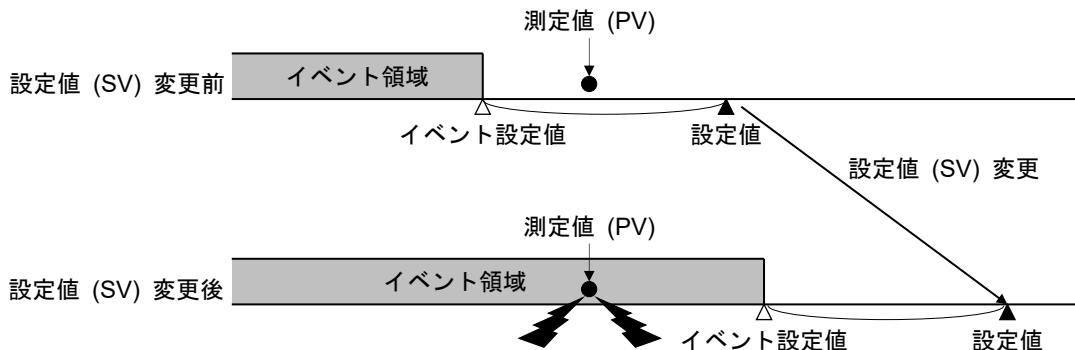 測定値 (PV)
設定値 (SV) 変更前
イベント領域
イベント設定値
設定値
設定値 (SV) 変更
測定値 (PV)
設定値 (SV) 変更後
イベント領域
イベント設定値
設定値